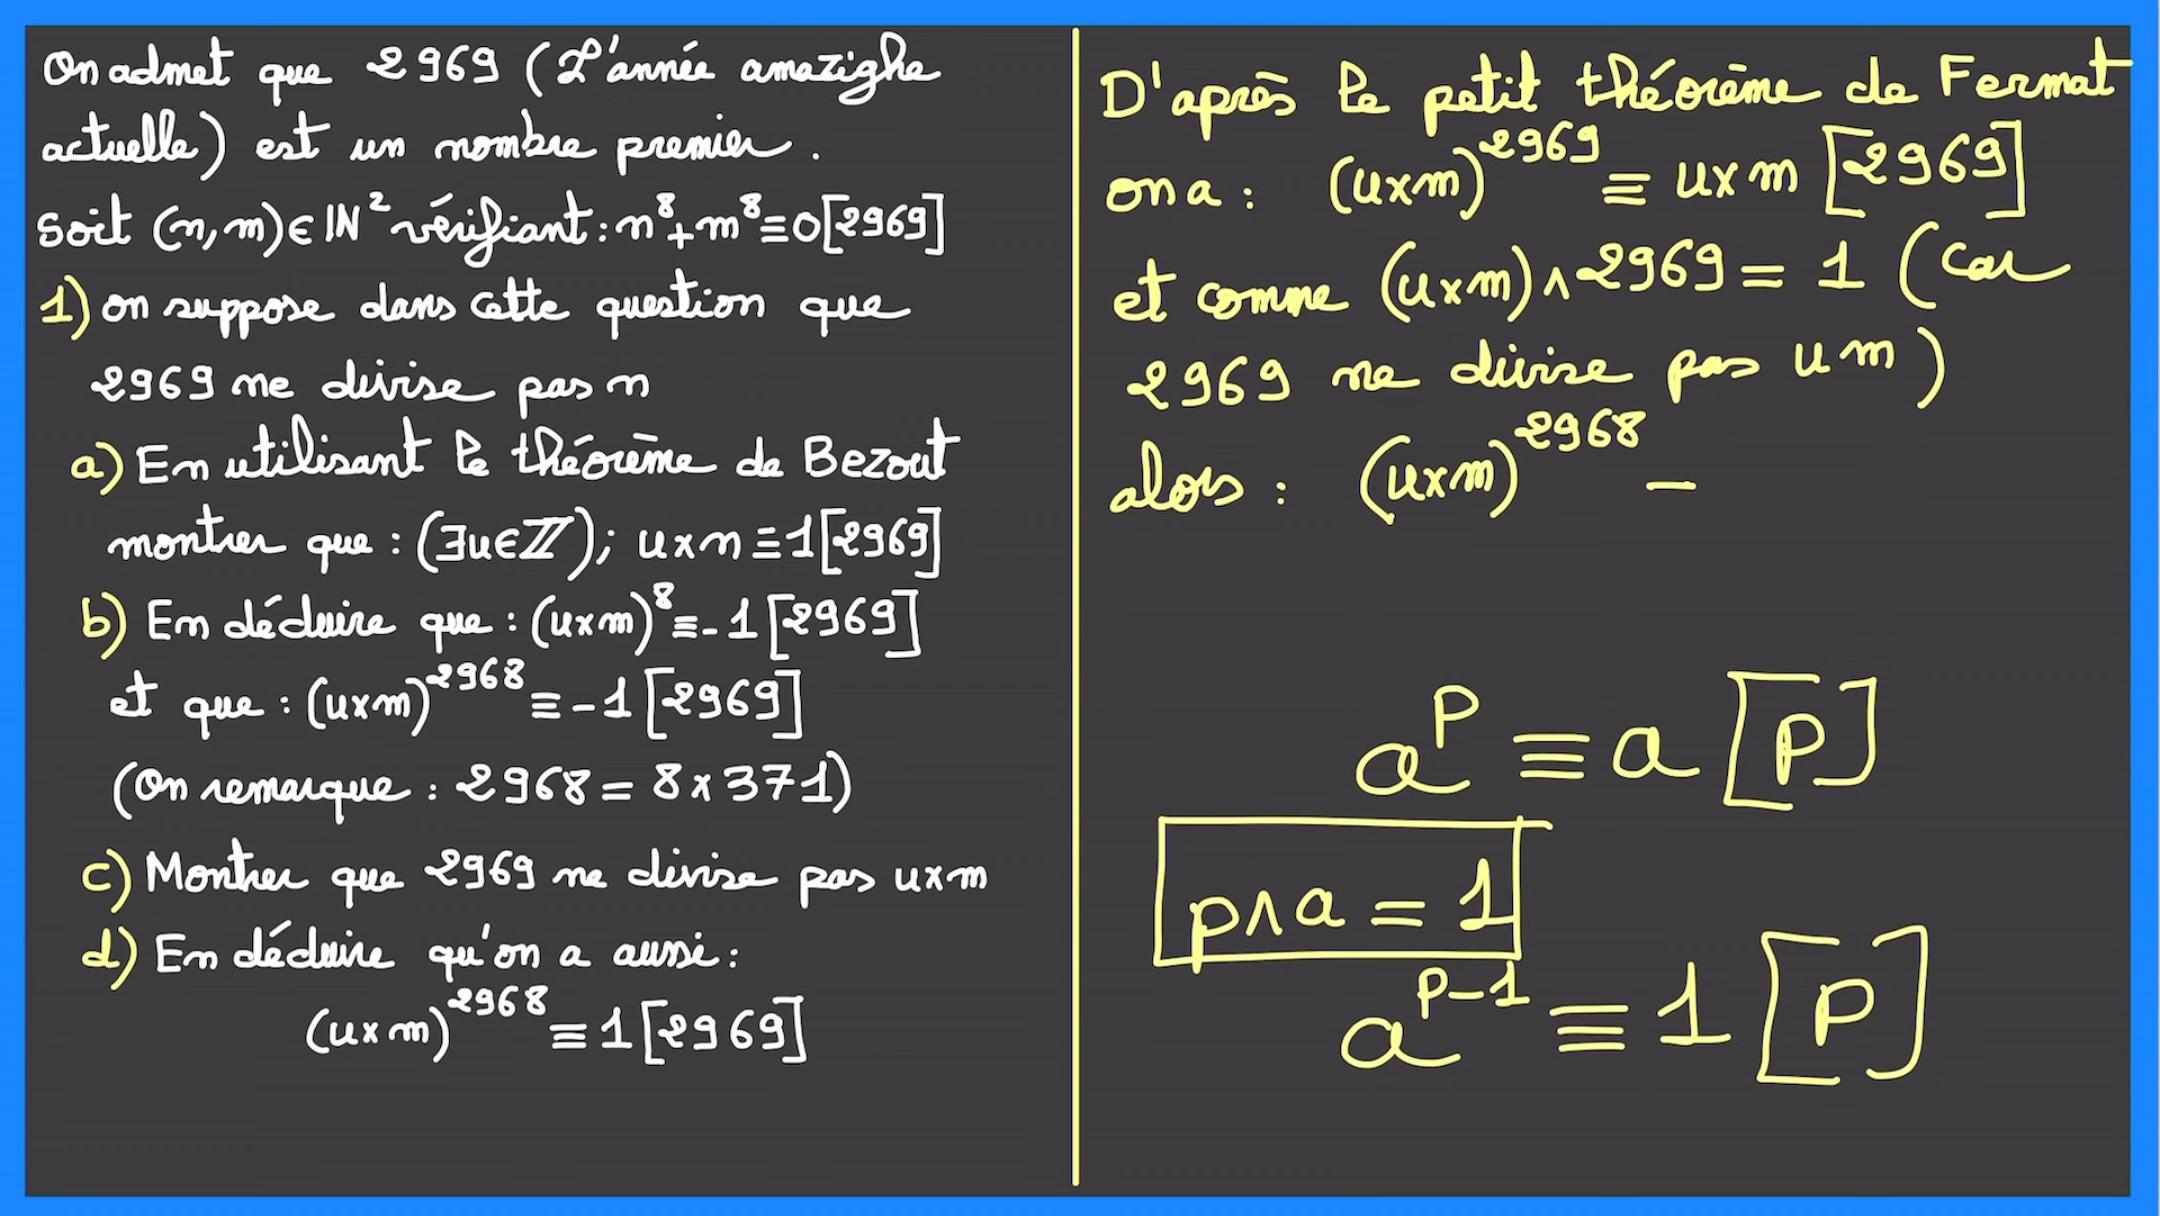 On admet que 2969 (L'année amazighe
actuelle) est un nombre premier.
Soit (n,m)∈ℕ² vérifiant : n⁸+m⁸≡0[2969]
1) on suppose dans cette question que
2969 ne divise pas n
a) En utilisant le théorème de Bezout
montrer que : (∃u∈ℤ); u×n≡1[2969]
b) En déduire que : (u×m)⁸≡-1[2969]
et que : (u×m)²⁹⁶⁸≡-1[2969]
(On remarque : 2968=8×371)
c) Montrer que 2969 ne divise pas u×m
d) En déduire qu'on a aussi :
(u×m)²⁹⁶⁸≡1[2969]
D'après le petit théorème de Fermat
on a : (u×m)²⁹⁶⁹≡u×m[2969]
et comme (u×m)∧2969=1 (car
2969 ne divise pas um)
alors : (u×m)²⁹⁶⁸ -
aᴾ≡a[P]
p∧a=1
aᴾ⁻¹≡1[P]